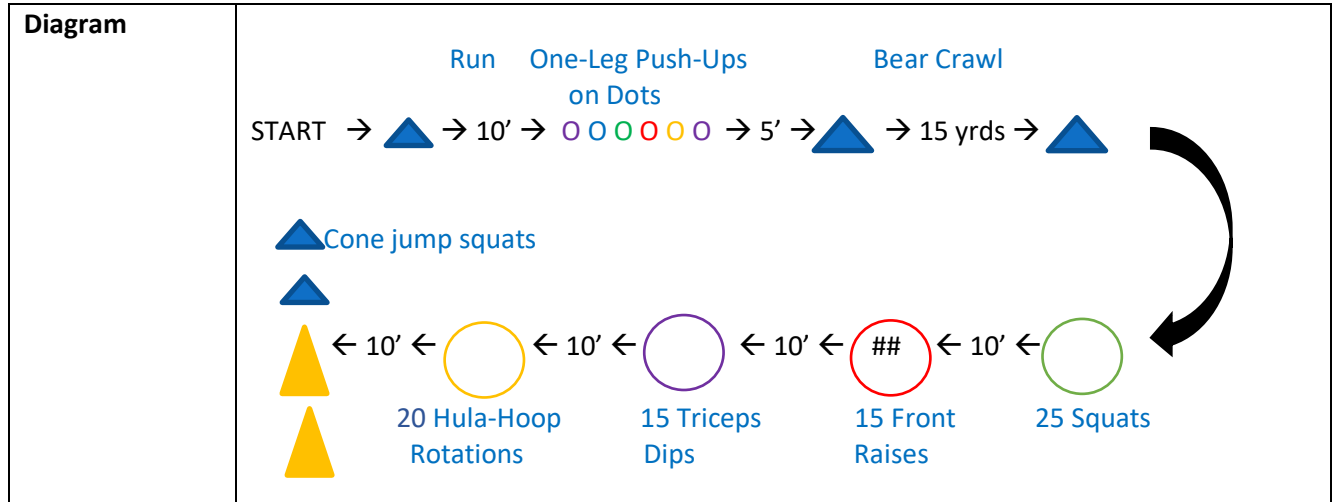 Diagram
Run One-Leg Push-Ups Bear Crawl
on Dots
START → → 10’ → O O O O O O → 5’ → → 15 yrds →
Cone jump squats
← 10’ ← ← 10’ ← ← 10’ ← ## ← 10’ ←
20 Hula-Hoop 15 Triceps 15 Front 25 Squats
Rotations Dips Raises